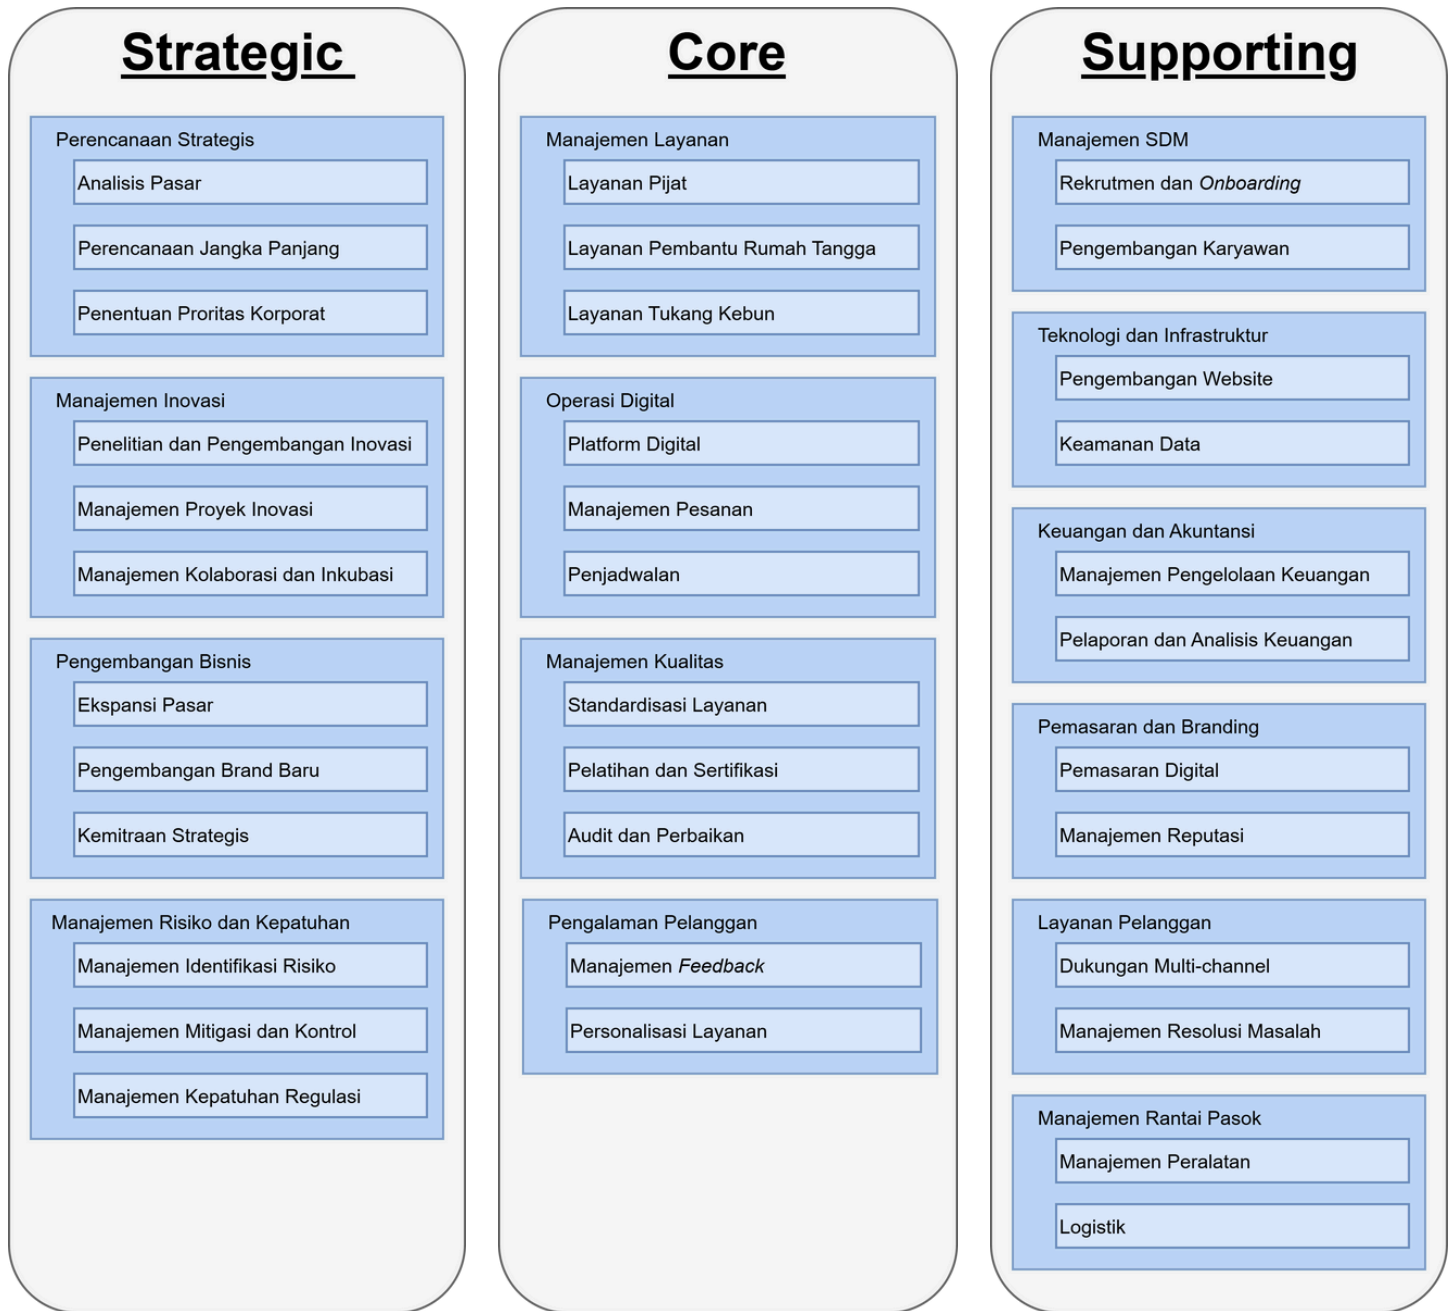 Strategic
Perencanaan Strategis
Analisis Pasar
Perencanaan Jangka Panjang
Penentuan Proritas Korporat
Manajemen Inovasi
Penelitian dan Pengembangan Inovasi
Manajemen Proyek Inovasi
Manajemen Kolaborasi dan Inkubasi
Pengembangan Bisnis
Ekspansi Pasar
Pengembangan Brand Baru
Kemitraan Strategis
Manajemen Risiko dan Kepatuhan
Manajemen Identifikasi Risiko
Manajemen Mitigasi dan Kontrol
Manajemen Kepatuhan Regulasi
Core
Manajemen Layanan
Layanan Pijat
Layanan Pembantu Rumah Tangga
Layanan Tukang Kebun
Operasi Digital
Platform Digital
Manajemen Pesanan
Penjadwalan
Manajemen Kualitas
Standardisasi Layanan
Pelatihan dan Sertifikasi
Audit dan Perbaikan
Pengalaman Pelanggan
Manajemen Feedback
Personalisasi Layanan
Supporting
Manajemen SDM
Rekrutmen dan Onboarding
Pengembangan Karyawan
Teknologi dan Infrastruktur
Pengembangan Website
Keamanan Data
Keuangan dan Akuntansi
Manajemen Pengelolaan Keuangan
Pelaporan dan Analisis Keuangan
Pemasaran dan Branding
Pemasaran Digital
Manajemen Reputasi
Layanan Pelanggan
Dukungan Multi-channel
Manajemen Resolusi Masalah
Manajemen Rantai Pasok
Manajemen Peralatan
Logistik